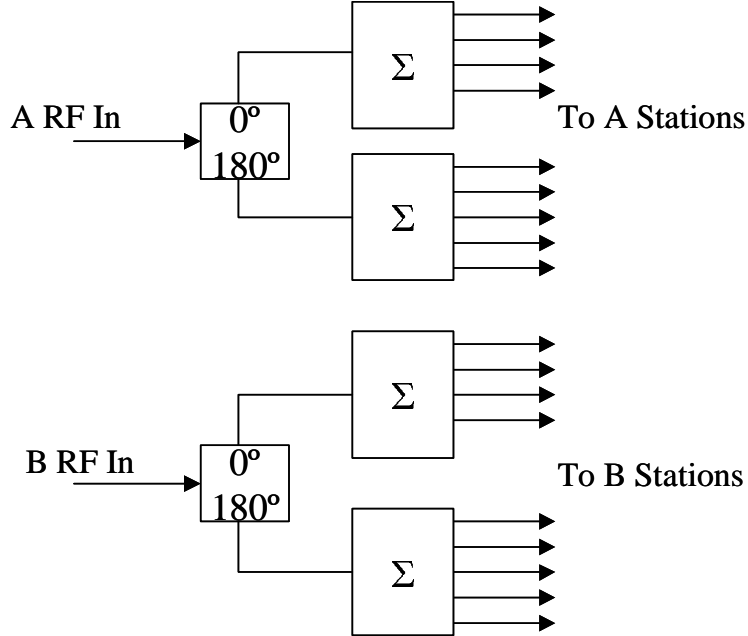 Σ
A RF In
0º
To A Stations
180º
Σ
Σ
B RF In
0º
To B Stations
180º
Σ